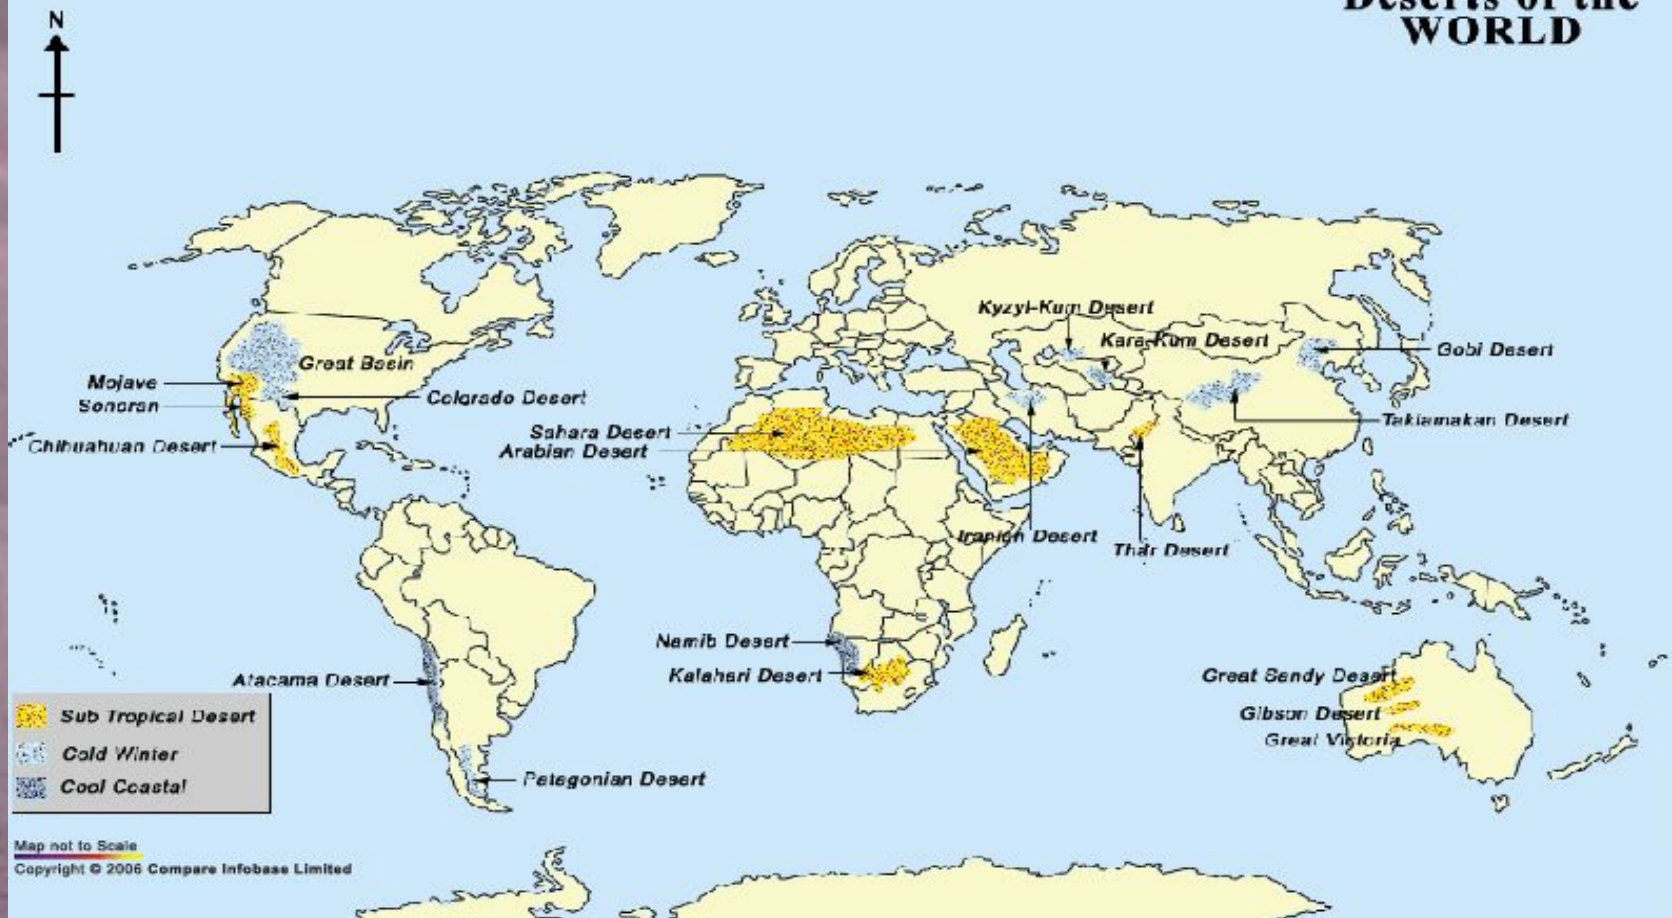 N
Deserts of the
WORLD
Kyzyl-Kum Desert
Kara-Kum Desert
Gobi Desert
Great Basin
Mojave
Sonoran
Colorado Desert
Taklamakan Desert
Sahara Desert
Arabian Desert
Chihuahuan Desert
Iranian Desert
Thar Desert
Namib Desert
Kalahari Desert
Great Sandy Desert
Atacama Desert
Gibson Desert
Great Victoria
Patagonian Desert
Sub Tropical Desert
Cold Winter
Cool Coastal
Map not to Scale
Copyright © 2006 Compare Infobase Limited